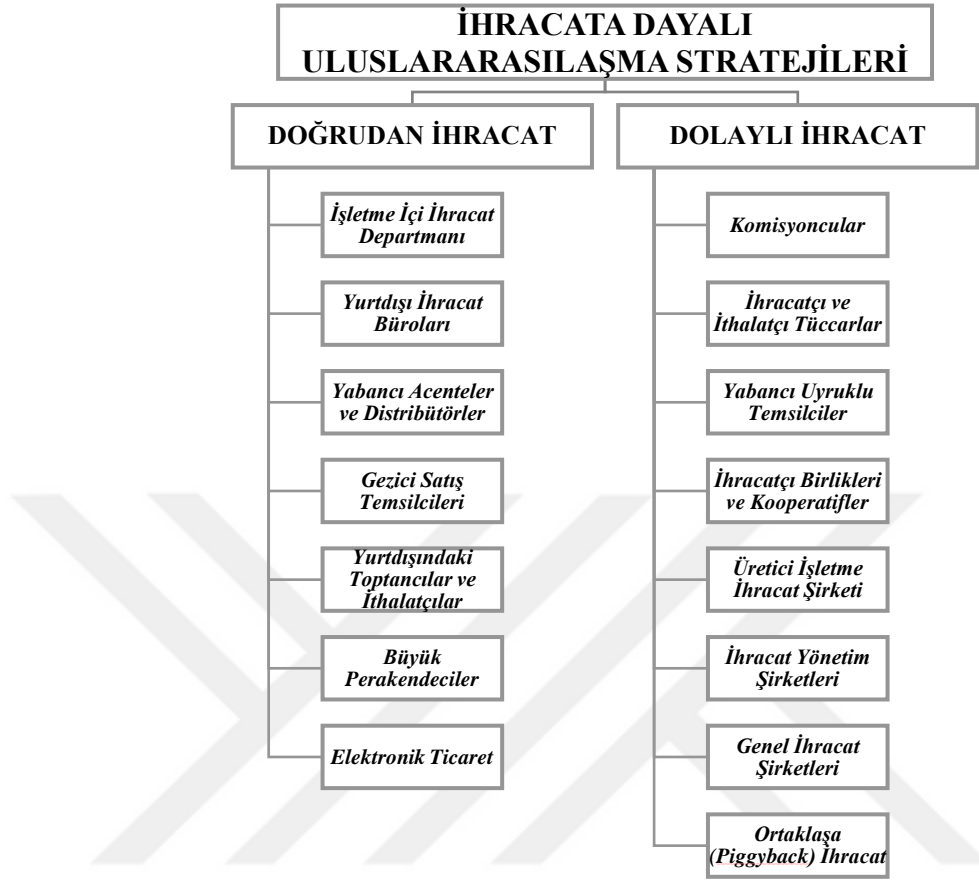 İHRACATA DAYALI
ULUSLARARASILAŞMA STRATEJİLERİ
DOĞRUDAN İHRACAT
İşletme İçi İhracat
Departmanı
Yurtdışı İhracat
Büroları
Yabancı Acenteler
ve Distribütörler
Gezici Satış
Temsilcileri
Yurtdışındaki
Toptancılar ve
İthalatçılar
Büyük
Perakendeciler
Elektronik Ticaret
DOLAYLI İHRACAT
Komisyoncular
İhracatçı ve
İthalatçı Tüccarlar
Yabancı Uyruklu
Temsilciler
İhracatçı Birlikleri
ve Kooperatifler
Üretici İşletme
İhracat Şirketi
İhracat Yönetim
Şirketleri
Genel İhracat
Şirketleri
Ortaklaşa
(Piggyback) İhracat